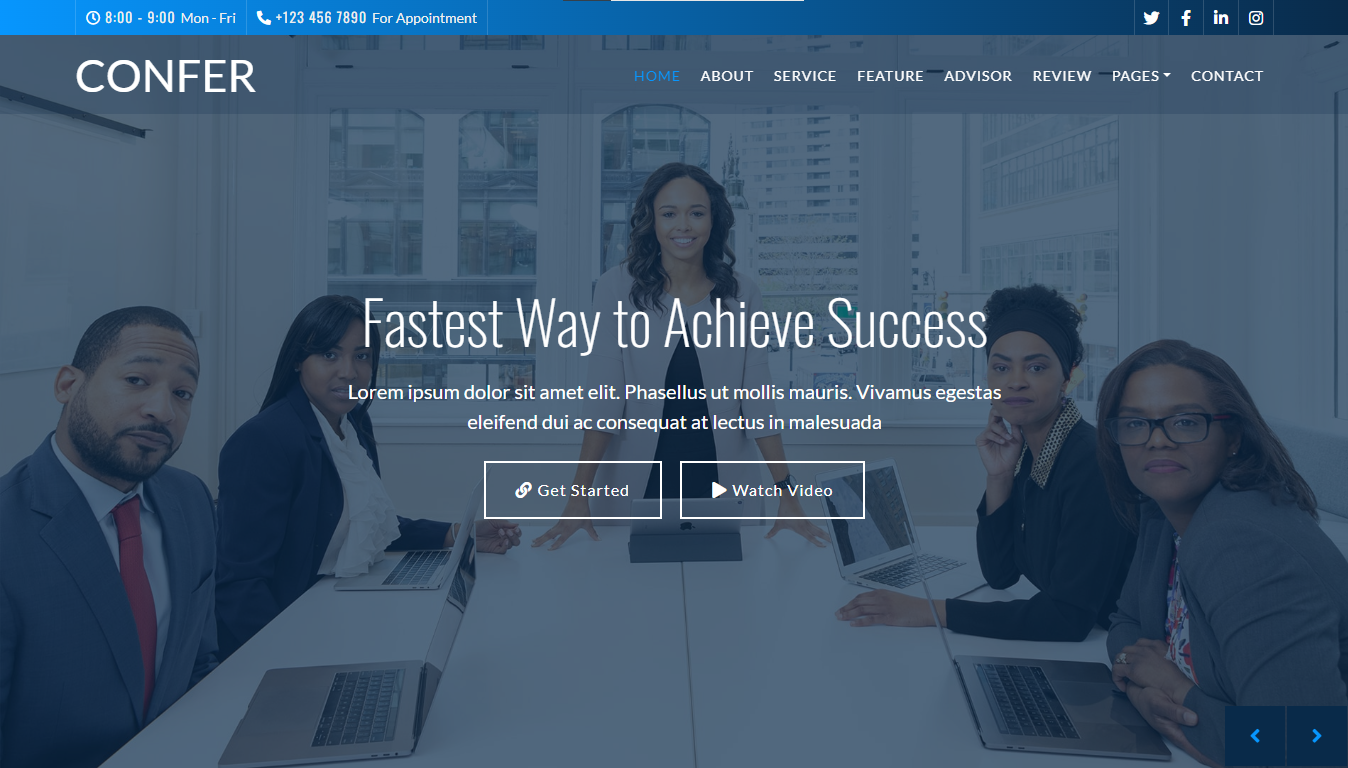 8:00 - 9:00 Mon - Fri
+123 456 7890 For Appointment
CONFER
HOME ABOUT SERVICE FEATURE ADVISOR REVIEW PAGES CONTACT
Fastest Way to Achieve Success
Lorem ipsum dolor sit amet elit. Phasellus ut mollis mauris. Vivamus egestas
eleifend dui ac consequat at lectus in malesuada
Get Started
Watch Video